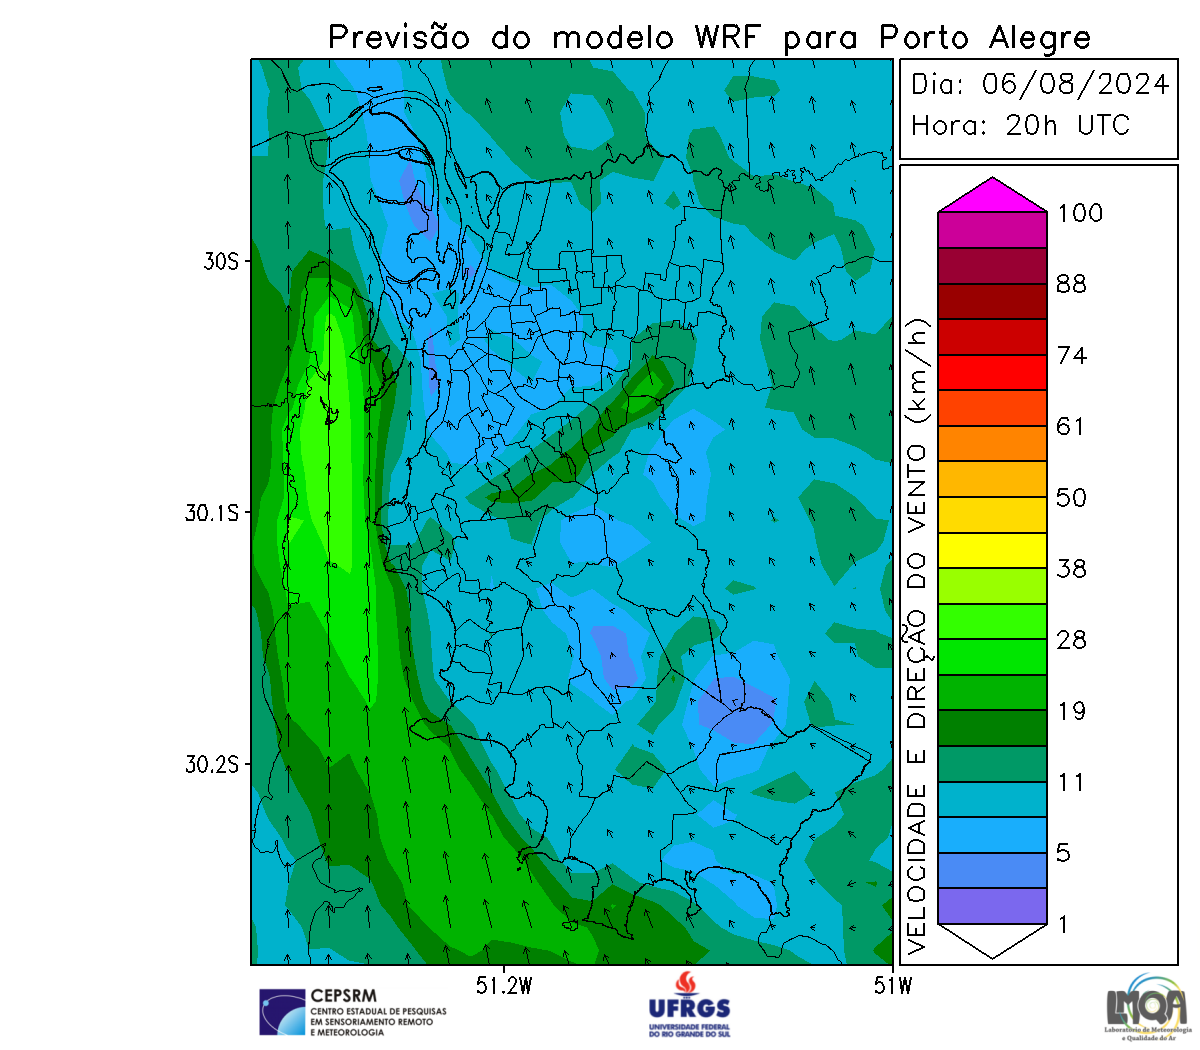 Previsão do modelo WRF para Porto Alegre
Dia: 06/08/2024
Hora: 20h UTC
30S
30.1S
30.2S
51.2W
51W
VELOCIDADE E DIREÇÃO DO VENTO (km/h)
100
88
74
61
50
38
28
19
11
5
1
CEPSRM
CENTRO ESTADUAL DE PESQUISAS
EM SENSORIAMENTO REMOTO
E METEOROLOGIA
UFRGS
UNIVERSIDADE FEDERAL
DO RIO GRANDE DO SUL
LMQA
Laboratório de Meteorologia
e Qualidade do Ar